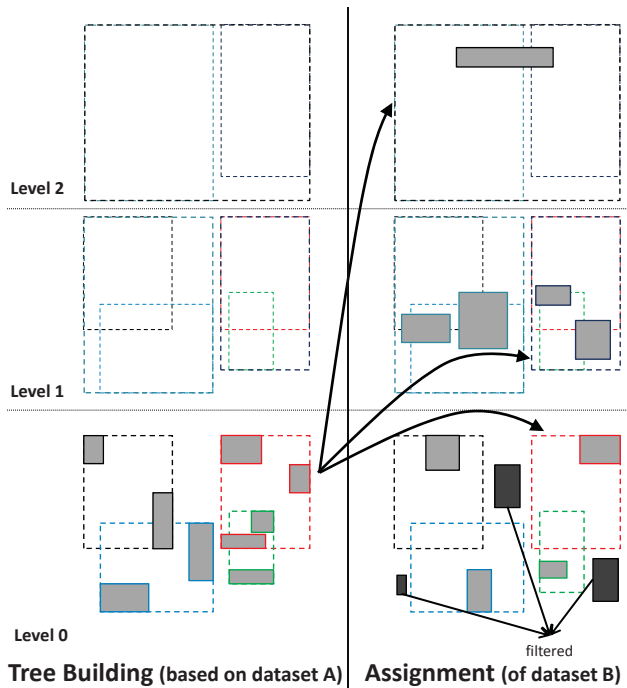 Level 2
Level 1
Level 0
filtered
Tree Building (based on dataset A)
Assignment (of dataset B)